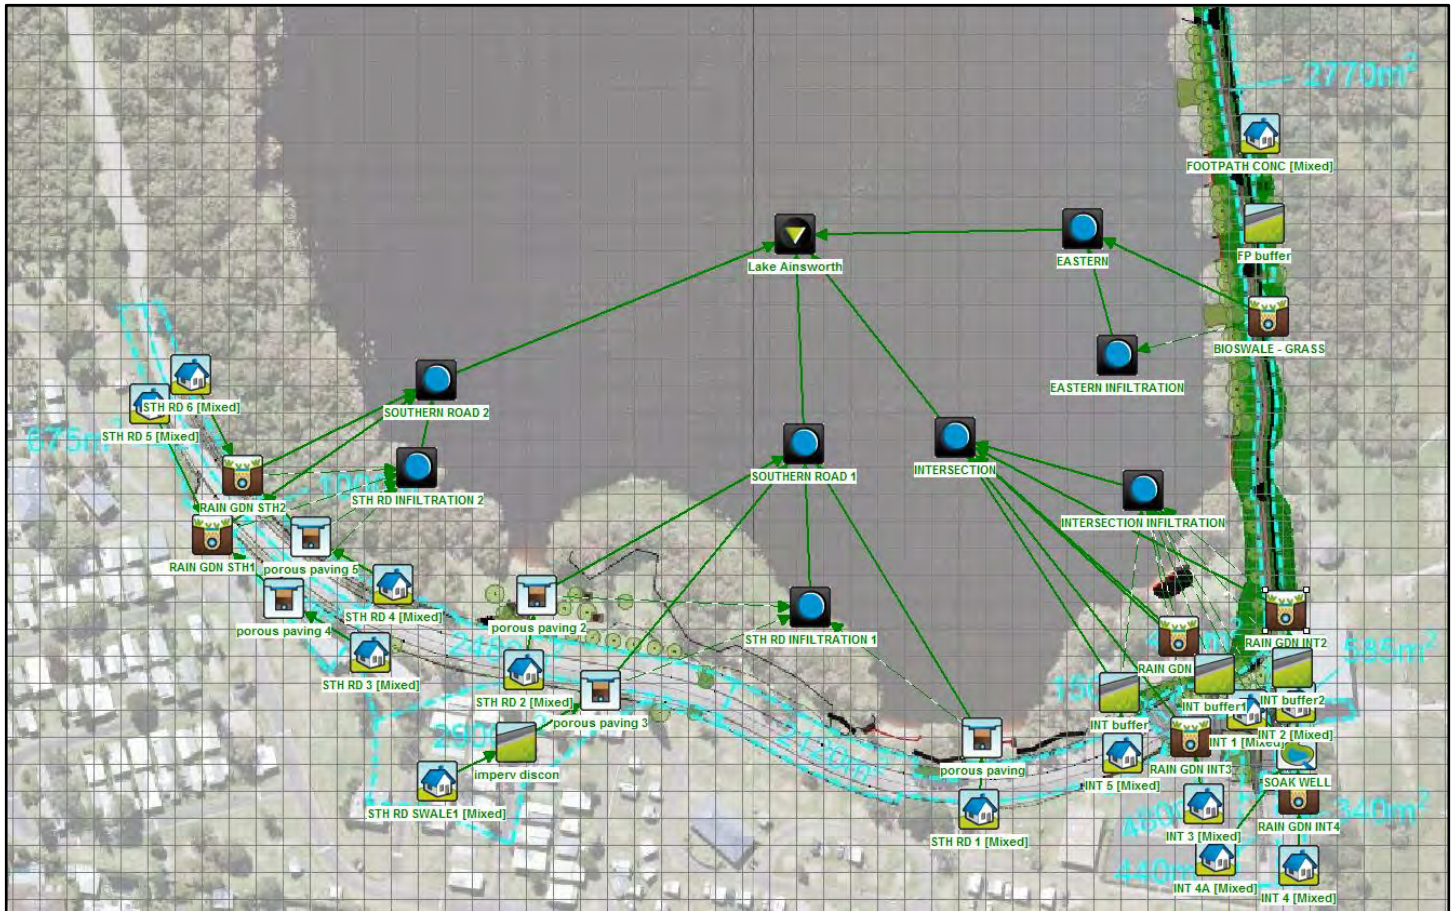 2770m²
FOOTPATH CONC [Mixed]
FP buffer
Lake Ainsworth
EASTERN
BIOSWALE - GRASS
EASTERN INFILTRATION
STH RD 6 [Mixed]
SOUTHERN ROAD 2
STH RD 5 [Mixed]
675m²
INTERSECTION
SOUTHERN ROAD 1
STH RD INFILTRATION 2
RAIN GDN STH2
INTERSECTION INFILTRATION
RAIN GDN STH1
porous paving 5
STH RD 4 [Mixed]
porous paving 4
porous paving 2
STH RD INFILTRATION 1
RAIN GDN INT2
585m²
RAIN GDN
STH RD 3 [Mixed]
STH RD 2 [Mixed]
porous paving 3
INT buffer
INT buffer1
INT buffer2
INT 2 [Mixed]
INT 1 [Mixed]
2120m²
imperv discon
porous paving
RAIN GDN INT3
SOAK WELL
INT 5 [Mixed]
STH RD SWALE1 [Mixed]
340m²
RAIN GDN INT4
INT 3 [Mixed]
STH RD 1 [Mixed]
440m²
INT 4A [Mixed]
INT 4 [Mixed]